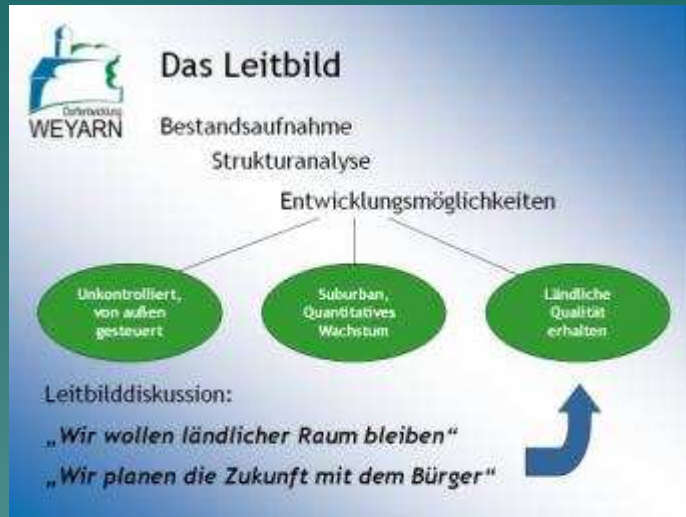 Das Leitbild
Dorfentwicklung
WEYARN
Bestandsaufnahme
Strukturanalyse
Entwicklungsmöglichkeiten
Unkontrolliert,
von außen
gesteuert
Suburban,
Quantitatives
Wachstum
Ländliche
Qualität
erhalten
Leitbilddiskussion:
„Wir wollen ländlicher Raum bleiben“
„Wir planen die Zukunft mit dem Bürger“